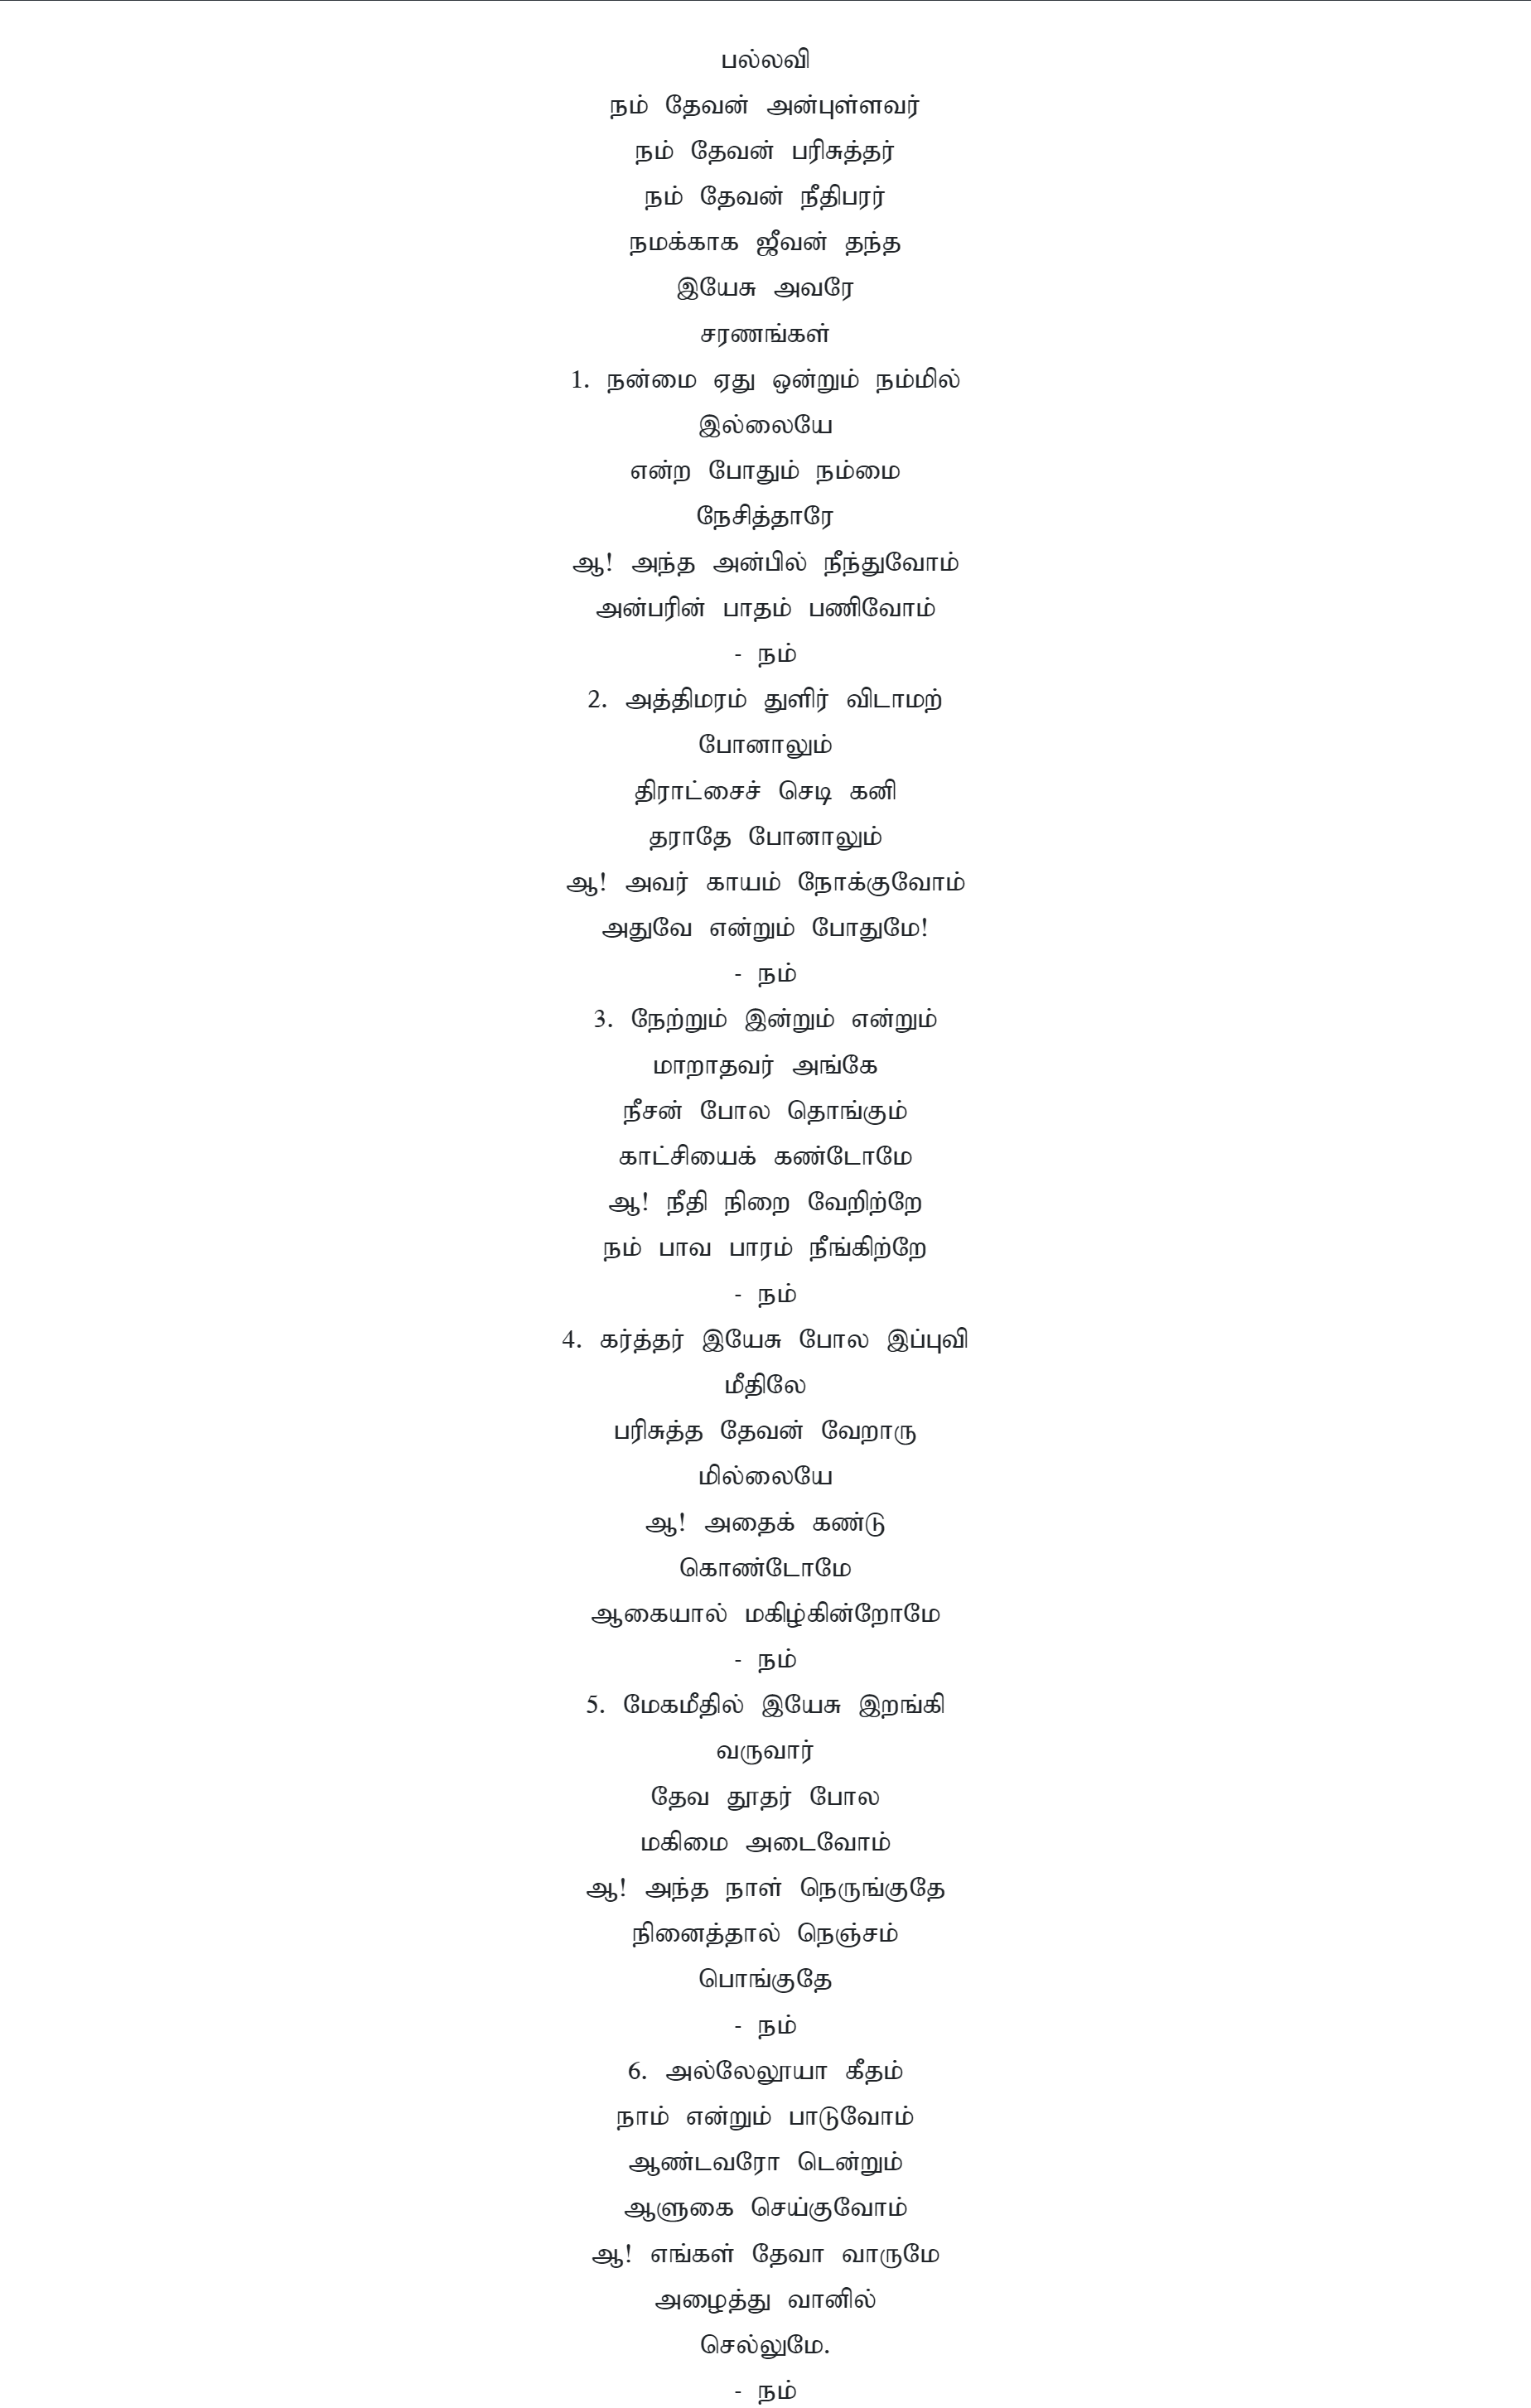 பல்லவி
நம் தேவன் அன்புள்ளவர்
நம் தேவன் பரிசுத்தர்
நம் தேவன் நீதிபரர்
நமக்காக ஜீவன் தந்த
இயேசு அவரே
சரணங்கள்
1. நன்மை ஏது ஒன்றும் நம்மில்
இல்லையே
என்ற போதும் நம்மை
நேசித்தாரே
ஆ! அந்த அன்பில் நீந்துவோம்
அன்பரின் பாதம் பணிவோம்
- நம்
2. அத்திமரம் துளிர் விடாமற்
போனாலும்
திராட்சைச் செடி கனி
தராதே போனாலும்
ஆ! அவர் காயம் நோக்குவோம்
அதுவே என்றும் போதுமே!
- நம்
3. நேற்றும் இன்றும் என்றும்
மாறாதவர் அங்கே
நீசன் போல தொங்கும்
காட்சியைக் கண்டோமே
ஆ! நீதி நிறை வேறிற்றே
நம் பாவ பாரம் நீங்கிற்றே
- நம்
4. கர்த்தர் இயேசு போல இப்புவி
மீதிலே
பரிசுத்த தேவன் வேறாரு
மில்லையே
ஆ! அதைக் கண்டு
கொண்டோமே
ஆகையால் மகிழ்கின்றோமே
- நம்
5. மேகமீதில் இயேசு இறங்கி
வருவார்
தேவ தூதர் போல
மகிமை அடைவோம்
ஆ! அந்த நாள் நெருங்குதே
நினைத்தால் நெஞ்சம்
பொங்குதே
- நம்
6. அல்லேலூயா கீதம்
நாம் என்றும் பாடுவோம்
ஆண்டவரோ டென்றும்
ஆளுகை செய்குவோம்
ஆ! எங்கள் தேவா வாருமே
அழைத்து வானில்
செல்லுமே.
- நம்